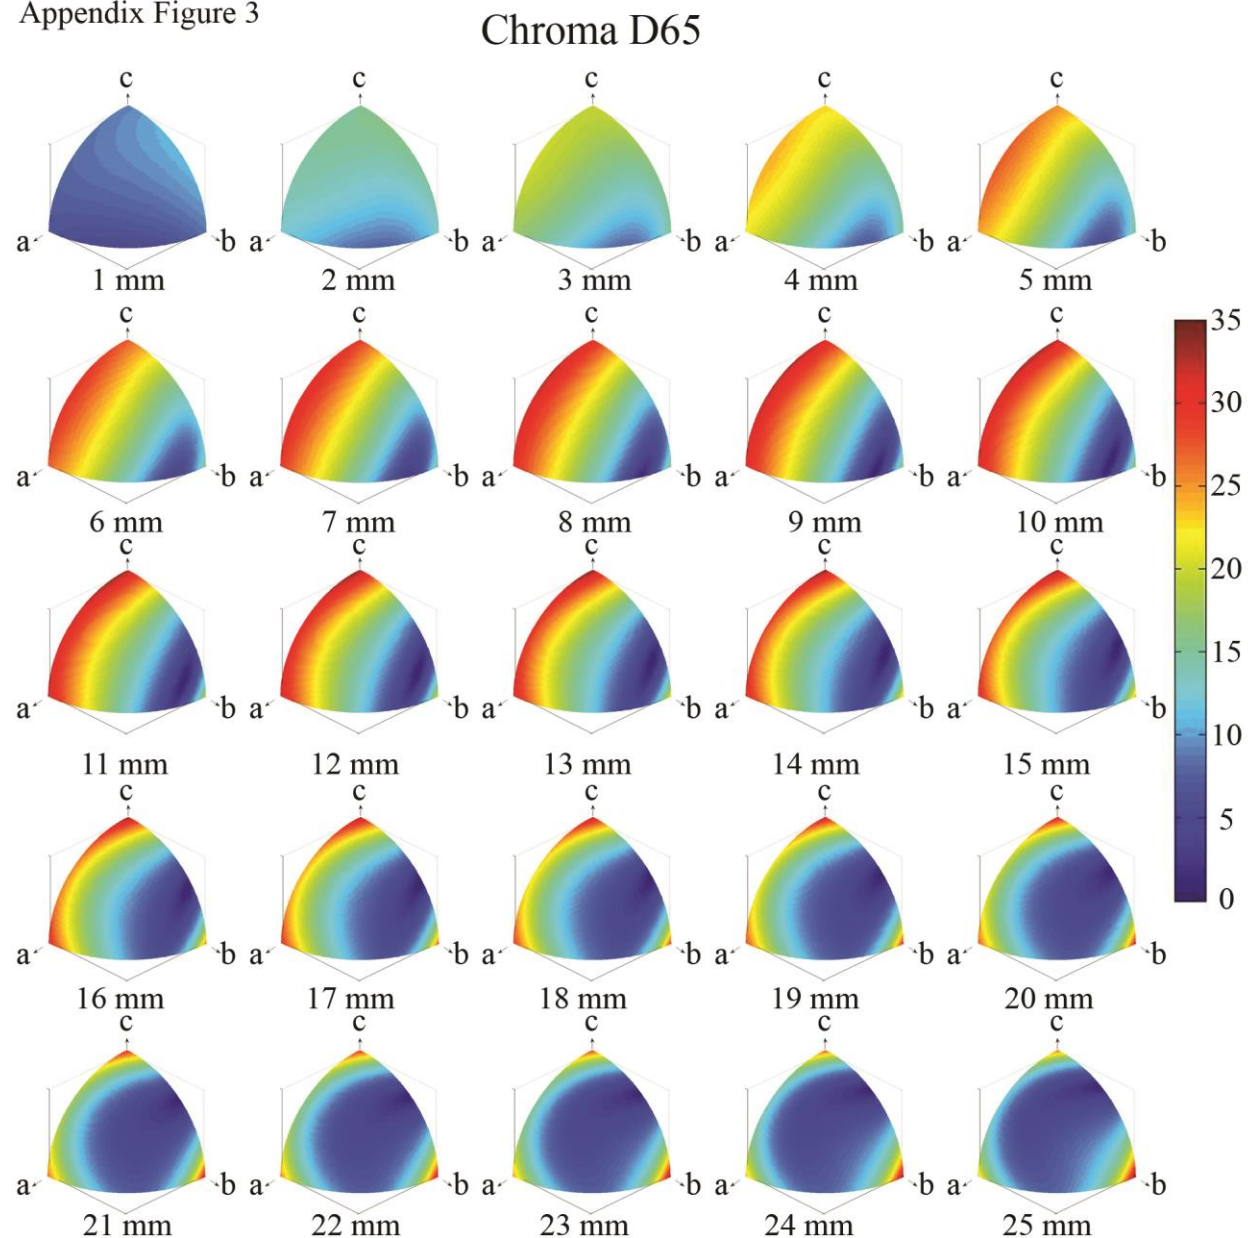 Appendix Figure 3
Chroma D65
c c c c c
a b a b a b a b a b
1 mm 2 mm 3 mm 4 mm 5 mm
c c c c c
35
30
a b a b a b a b a b
25
6 mm 7 mm 8 mm 9 mm 10 mm
c c c c c
20
15
a b a b a b a b a b
10
11 mm 12 mm 13 mm 14 mm 15 mm
c c c c c
5
0
a b a b a b a b a b
16 mm 17 mm 18 mm 19 mm 20 mm
c c c c c
a b a b a b a b a b
21 mm 22 mm 23 mm 24 mm 25 mm